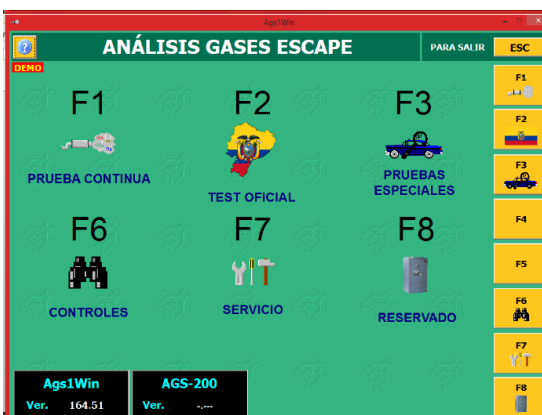 Ags1Win
ANÁLISIS GASES ESCAPE
PARA SALIR
ESC
DEMO
F1
PRUEBA CONTINUA
F2
TEST OFICIAL
F3
PRUEBAS
ESPECIALES
F6
CONTROLES
F7
SERVICIO
F8
RESERVADO
F1
F2
F3
F4
F5
F6
F7
F8
Ags1Win
Ver. 164.51
AGS-200
Ver. -.---